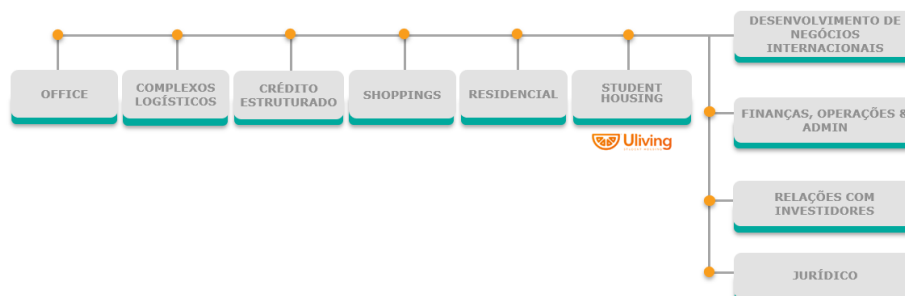 DESENVOLVIMENTO DE
NEGÓCIOS
INTERNACIONAIS
OFFICE
COMPLEXOS
LOGÍSTICOS
CRÉDITO
ESTRUTURADO
SHOPPINGS
RESIDENCIAL
STUDENT
HOUSING
Uliving
FINANÇAS, OPERAÇÕES &
ADMIN
RELAÇÕES COM
INVESTIDORES
JURÍDICO